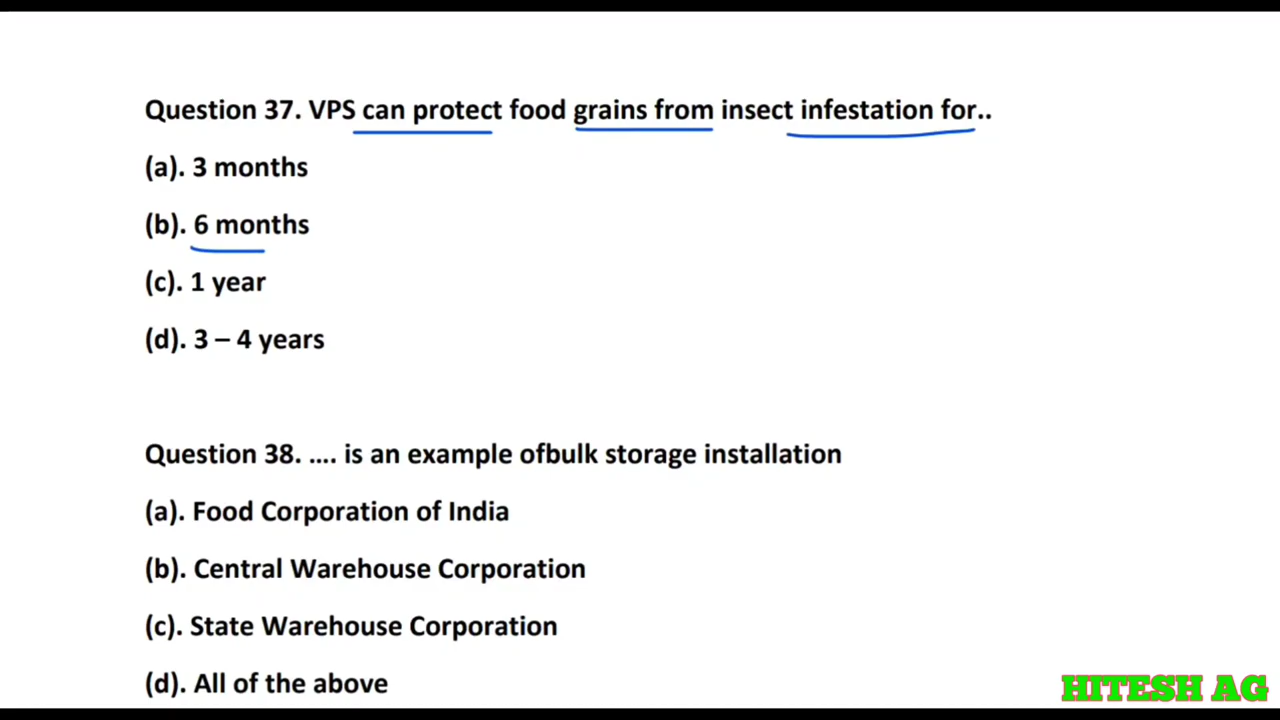 Question 37. VPS can protect food grains from insect infestation for..
(a). 3 months
(b). 6 months
(c). 1 year
(d). 3 – 4 years
Question 38. .... is an example ofbulk storage installation
(a). Food Corporation of India
(b). Central Warehouse Corporation
(c). State Warehouse Corporation
(d). All of the above
HITESH AG